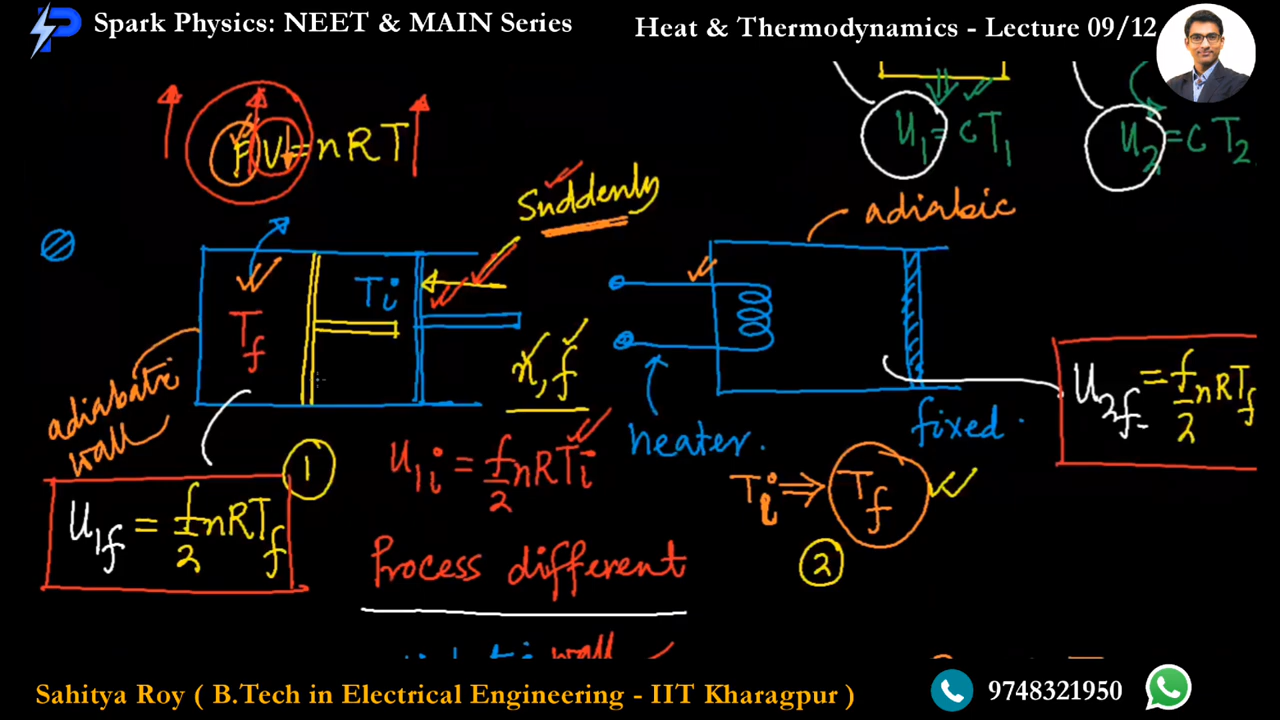 Spark Physics: NEET & MAIN Series
Heat & Thermodynamics - Lecture 09/12
PV = nRT
U₁ = CT₁
U₂ = CT₂
Suddenly
adiabic
Ti
Tf
n, f
adiabatic
wall
heater.
fixed.
U₂f = f/2 nRTf
U₁i = f/2 nRTi
Ti ⇒ Tf
1
U₁f = f/2 nRTf
2
Process different
wall
Sahitya Roy ( B.Tech in Electrical Engineering - IIT Kharagpur )
9748321950